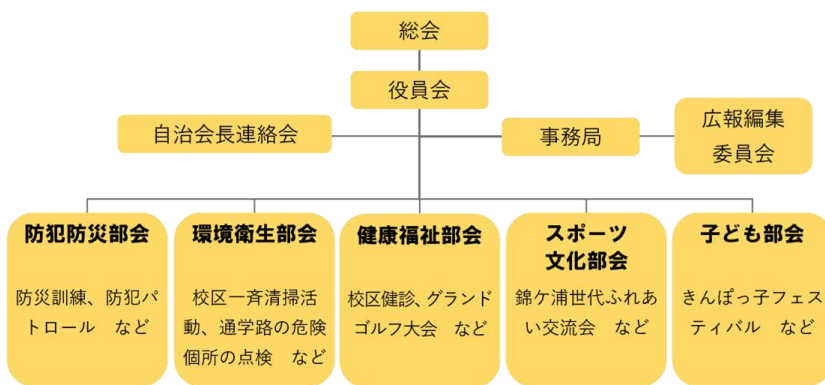 総会
役員会
自治会長連絡会
事務局
広報編集
委員会
防犯防災部会
防災訓練、防犯パ
トロール　など
環境衛生部会
校区一斉清掃活
動、通学路の危険
個所の点検　など
健康福祉部会
校区健診、グランド
ゴルフ大会　など
スポーツ
文化部会
錦ケ浦世代ふれあ
い交流会　など
子ども部会
きんぽっ子フェス
ティバル　など